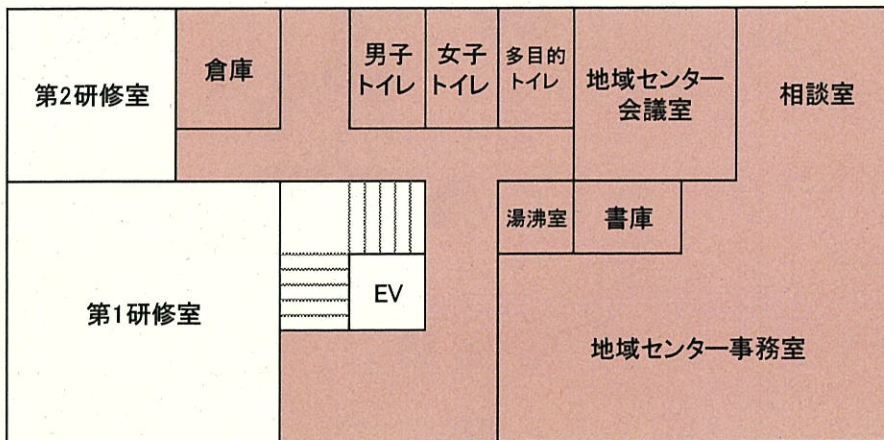 第2研修室
倉庫
男子
トイレ
女子
トイレ
多目的
トイレ
地域センター
会議室
相談室
湯沸室
書庫
EV
第1研修室
地域センター事務室